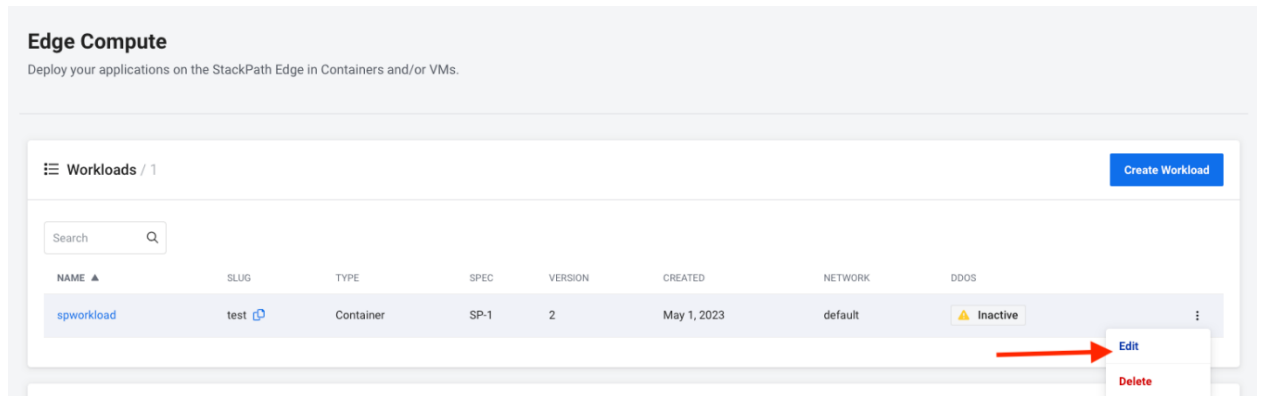 Edge Compute
Deploy your applications on the StackPath Edge in Containers and/or VMs.
Workloads / 1
Create Workload
Search
NAME ▲ SLUG TYPE SPEC VERSION CREATED NETWORK DDOS
spworkload test Container SP-1 2 May 1, 2023 default Inactive
Edit
Delete